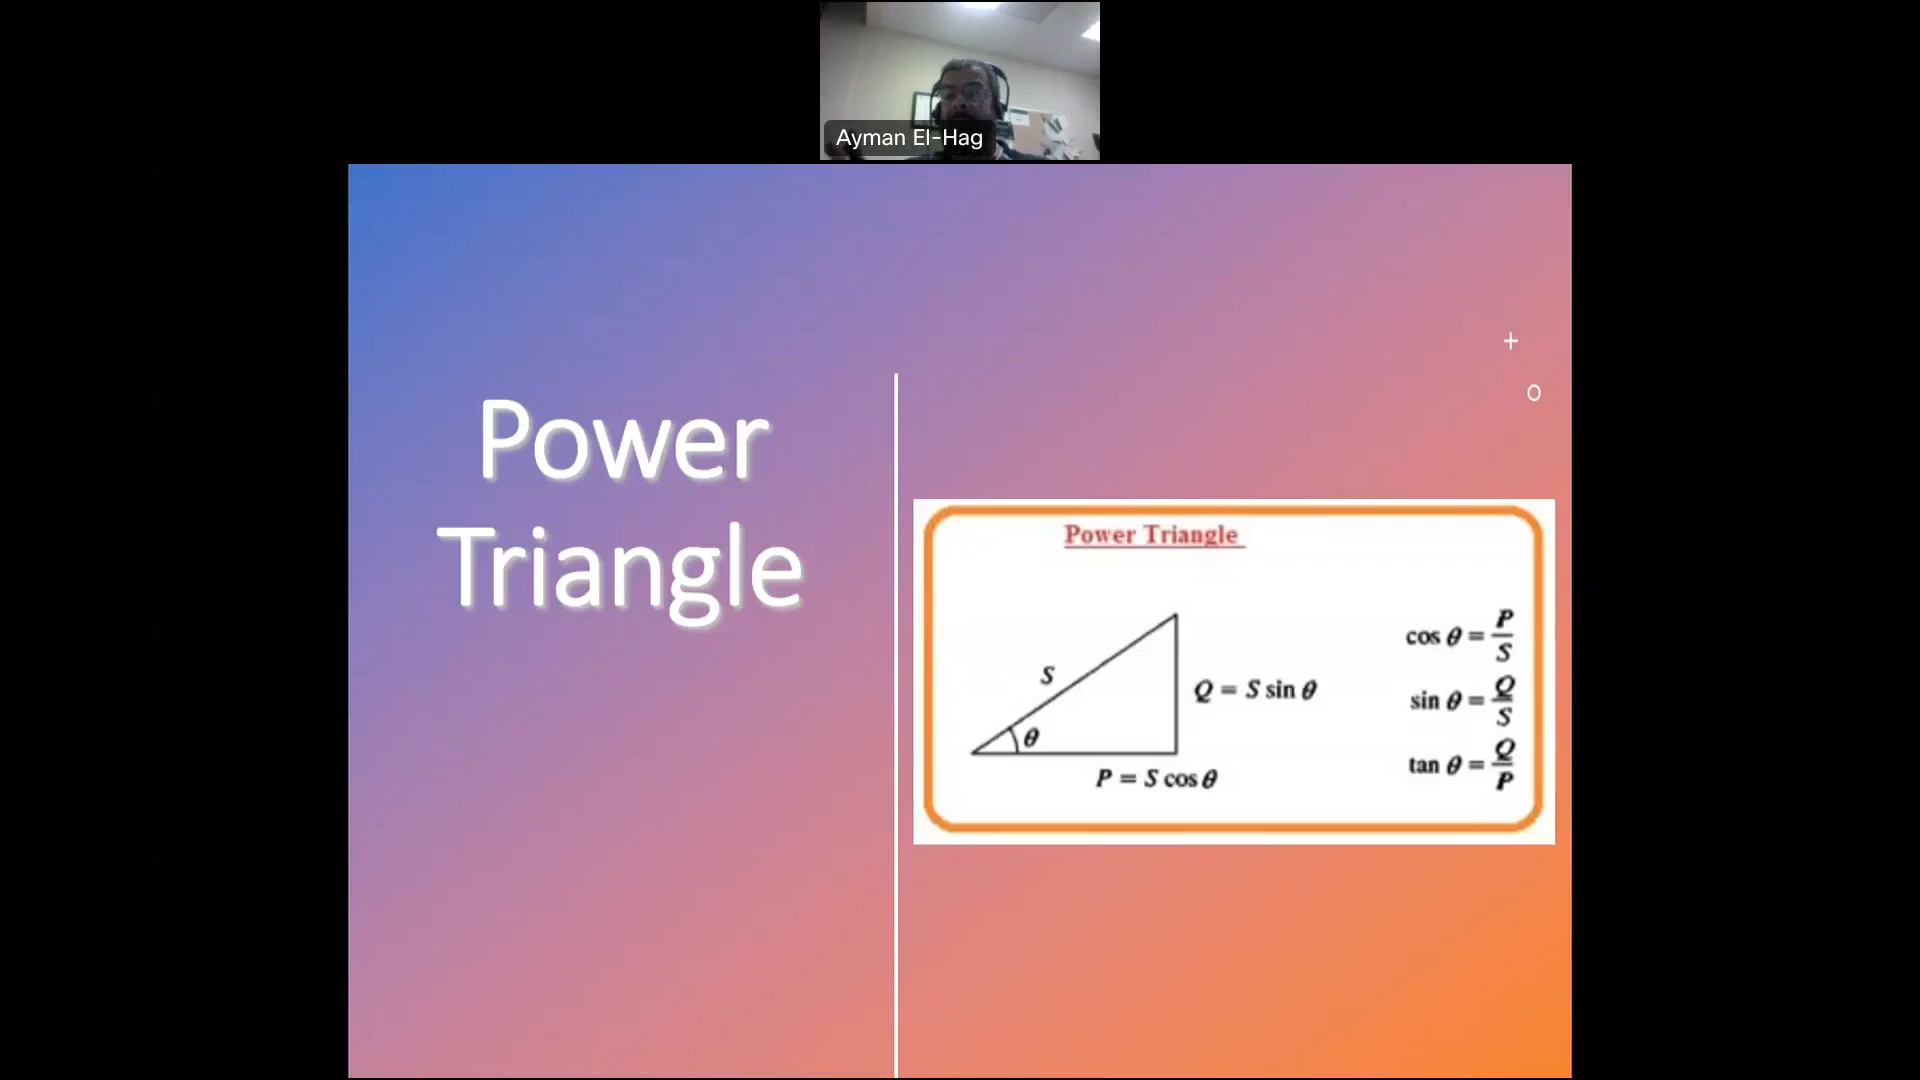 Ayman El-Hag
+
o
Power
Triangle
Power Triangle
S
θ
Q = S sin θ
P = S cos θ
cos θ = P/S
sin θ = Q/S
tan θ = Q/P